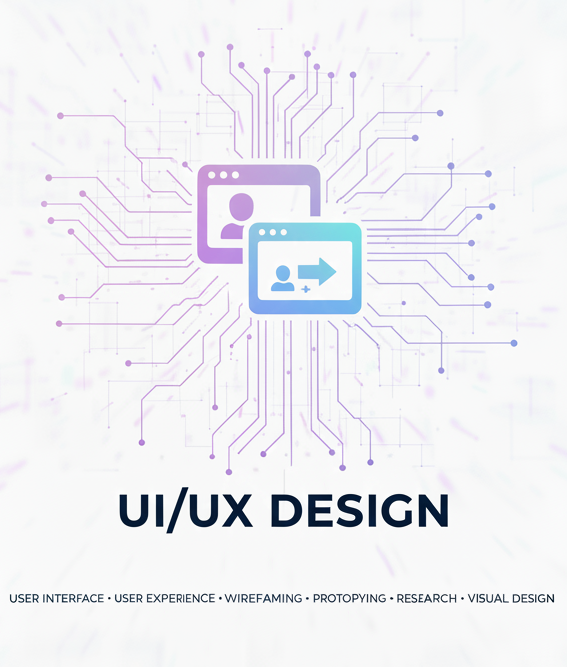 UI/UX DESIGN
USER INTERFACE • USER EXPERIENCE • WIREFAMING • PROTOPYING • RESEARCH • VISUAL DESIGN